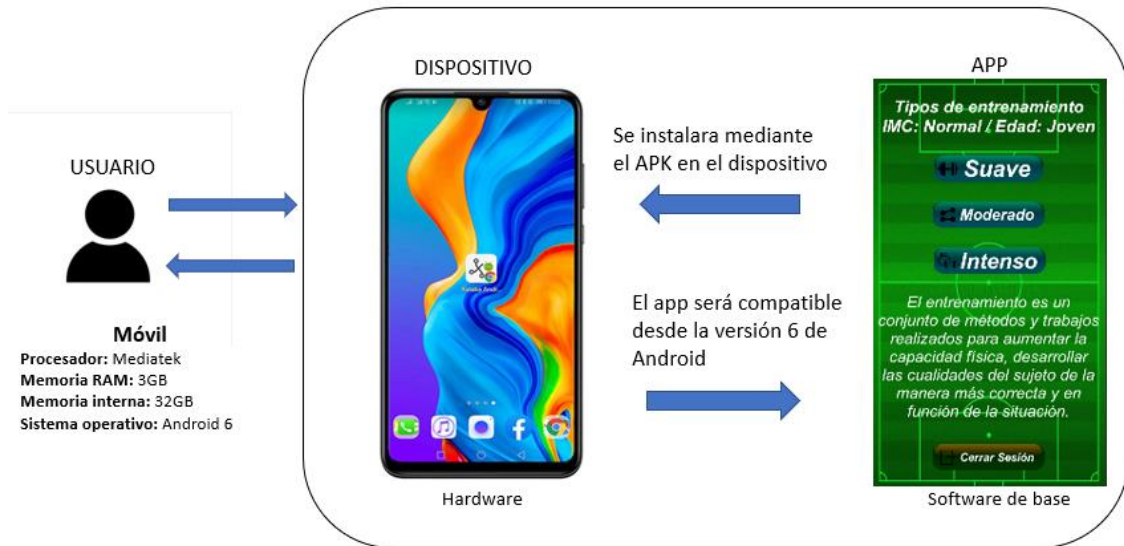 DISPOSITIVO
APP
USUARIO
Móvil
Procesador: Mediatek
Memoria RAM: 3GB
Memoria interna: 32GB
Sistema operativo: Android 6
Hardware
Se instalara mediante
el APK en el dispositivo
El app será compatible
desde la versión 6 de
Android
Tipos de entrenamiento
IMC: Normal / Edad: Joven
Suave
Moderado
Intenso
El entrenamiento es un
conjunto de métodos y trabajos
realizados para aumentar la
capacidad física, desarrollar
las cualidades del sujeto de la
manera más correcta y en
función de la situación.
Cerrar Sesión
Software de base